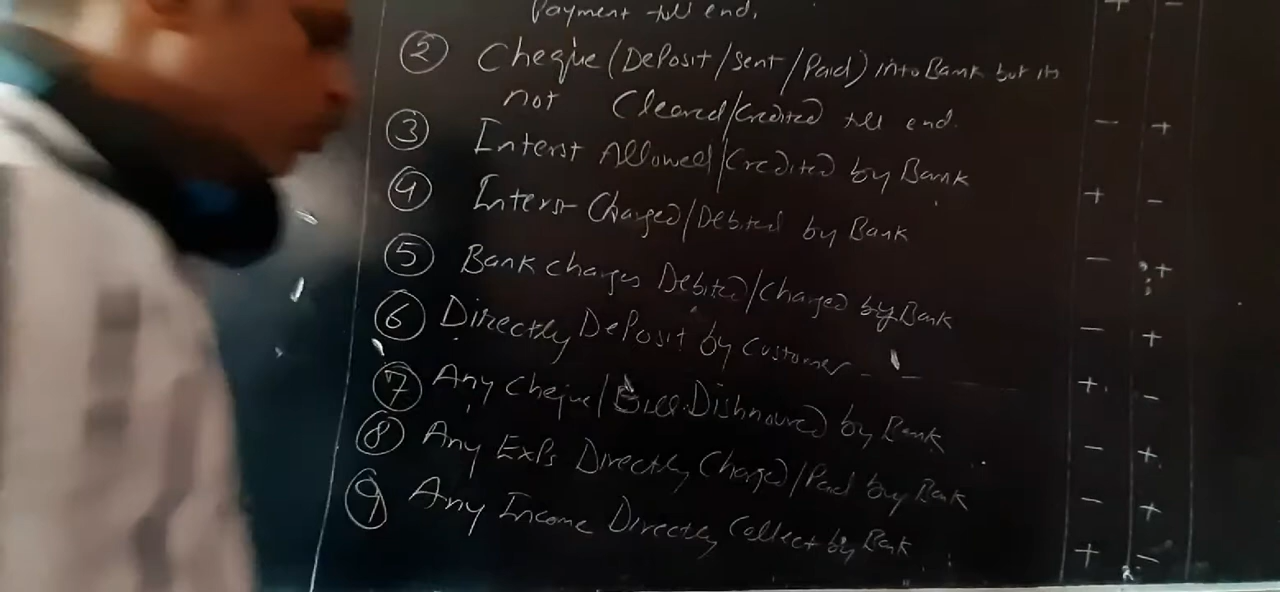 Payment till end. + -
② Cheque/(Deposit/sent/Paid) into Bank but its
not Cleared/credited till end. - +
③ Interst Allowed/Credited by Bank + -
④ Interst Charged/Debited by Bank - +
⑤ Bank charges Debited/charged by Bank - +
⑥ Directly Deposit by customer - - + -
⑦ Any Cheque/Bill Dishnoured by Bank - +
⑧ Any Exps Directly Charged/Paid by Bank - +
⑨ Any Income Directly Collect by Bank + -